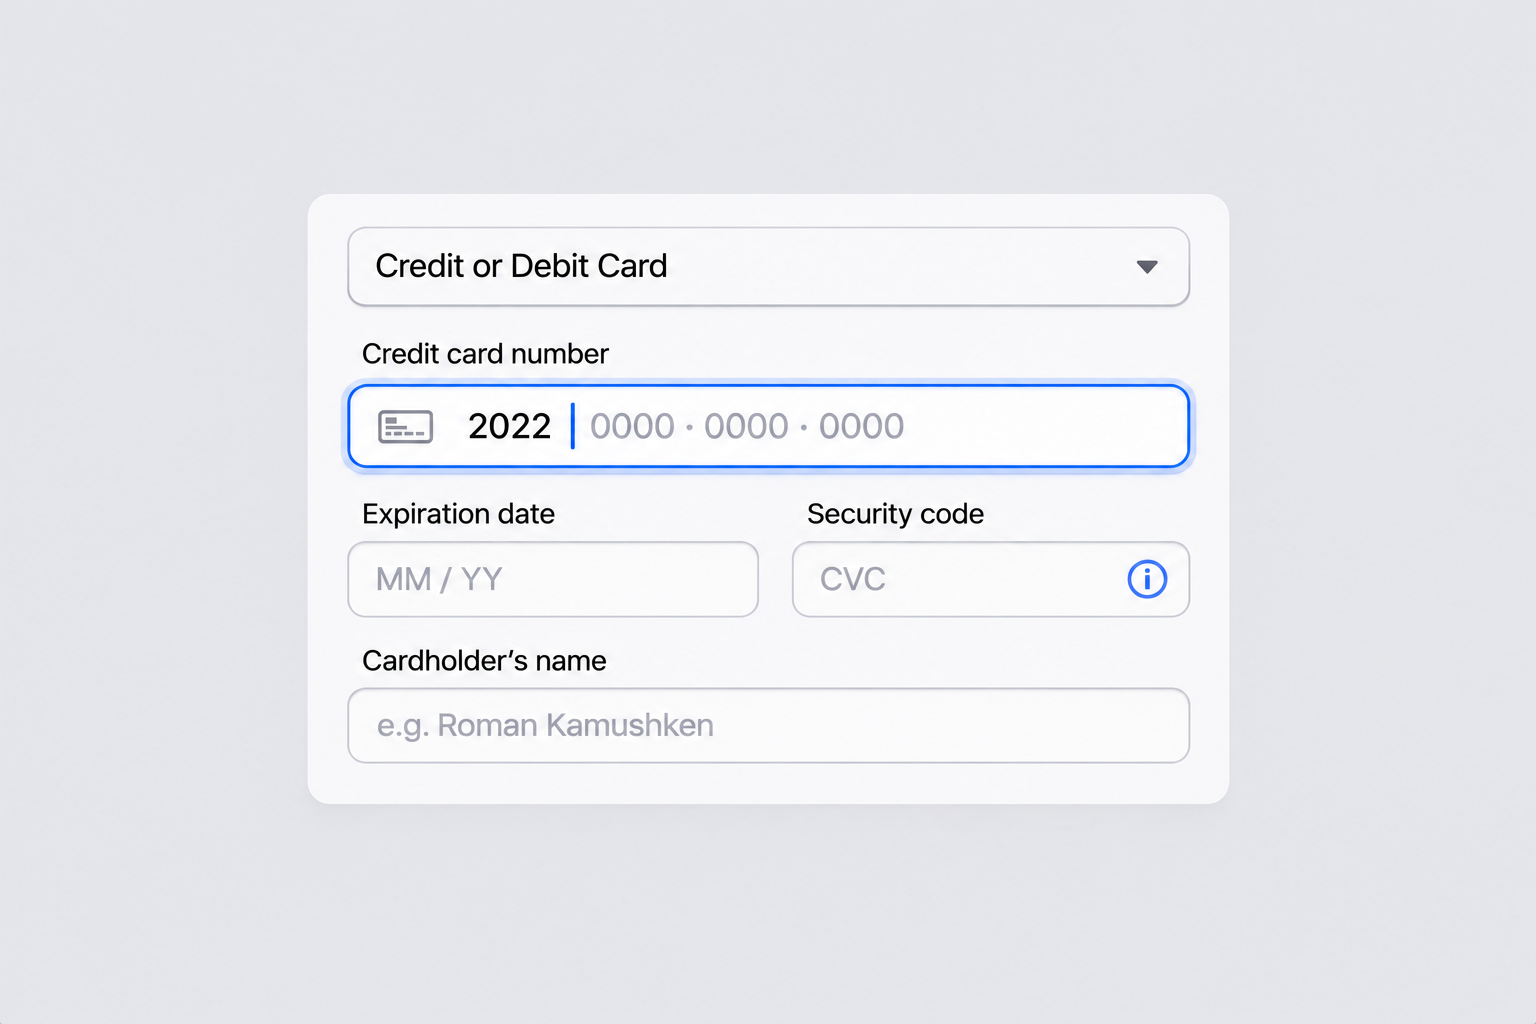 Credit or Debit Card
Credit card number
2022 0000 · 0000 · 0000
Expiration date
Security code
MM / YY
CVC
Cardholder’s name
e.g. Roman Kamushken